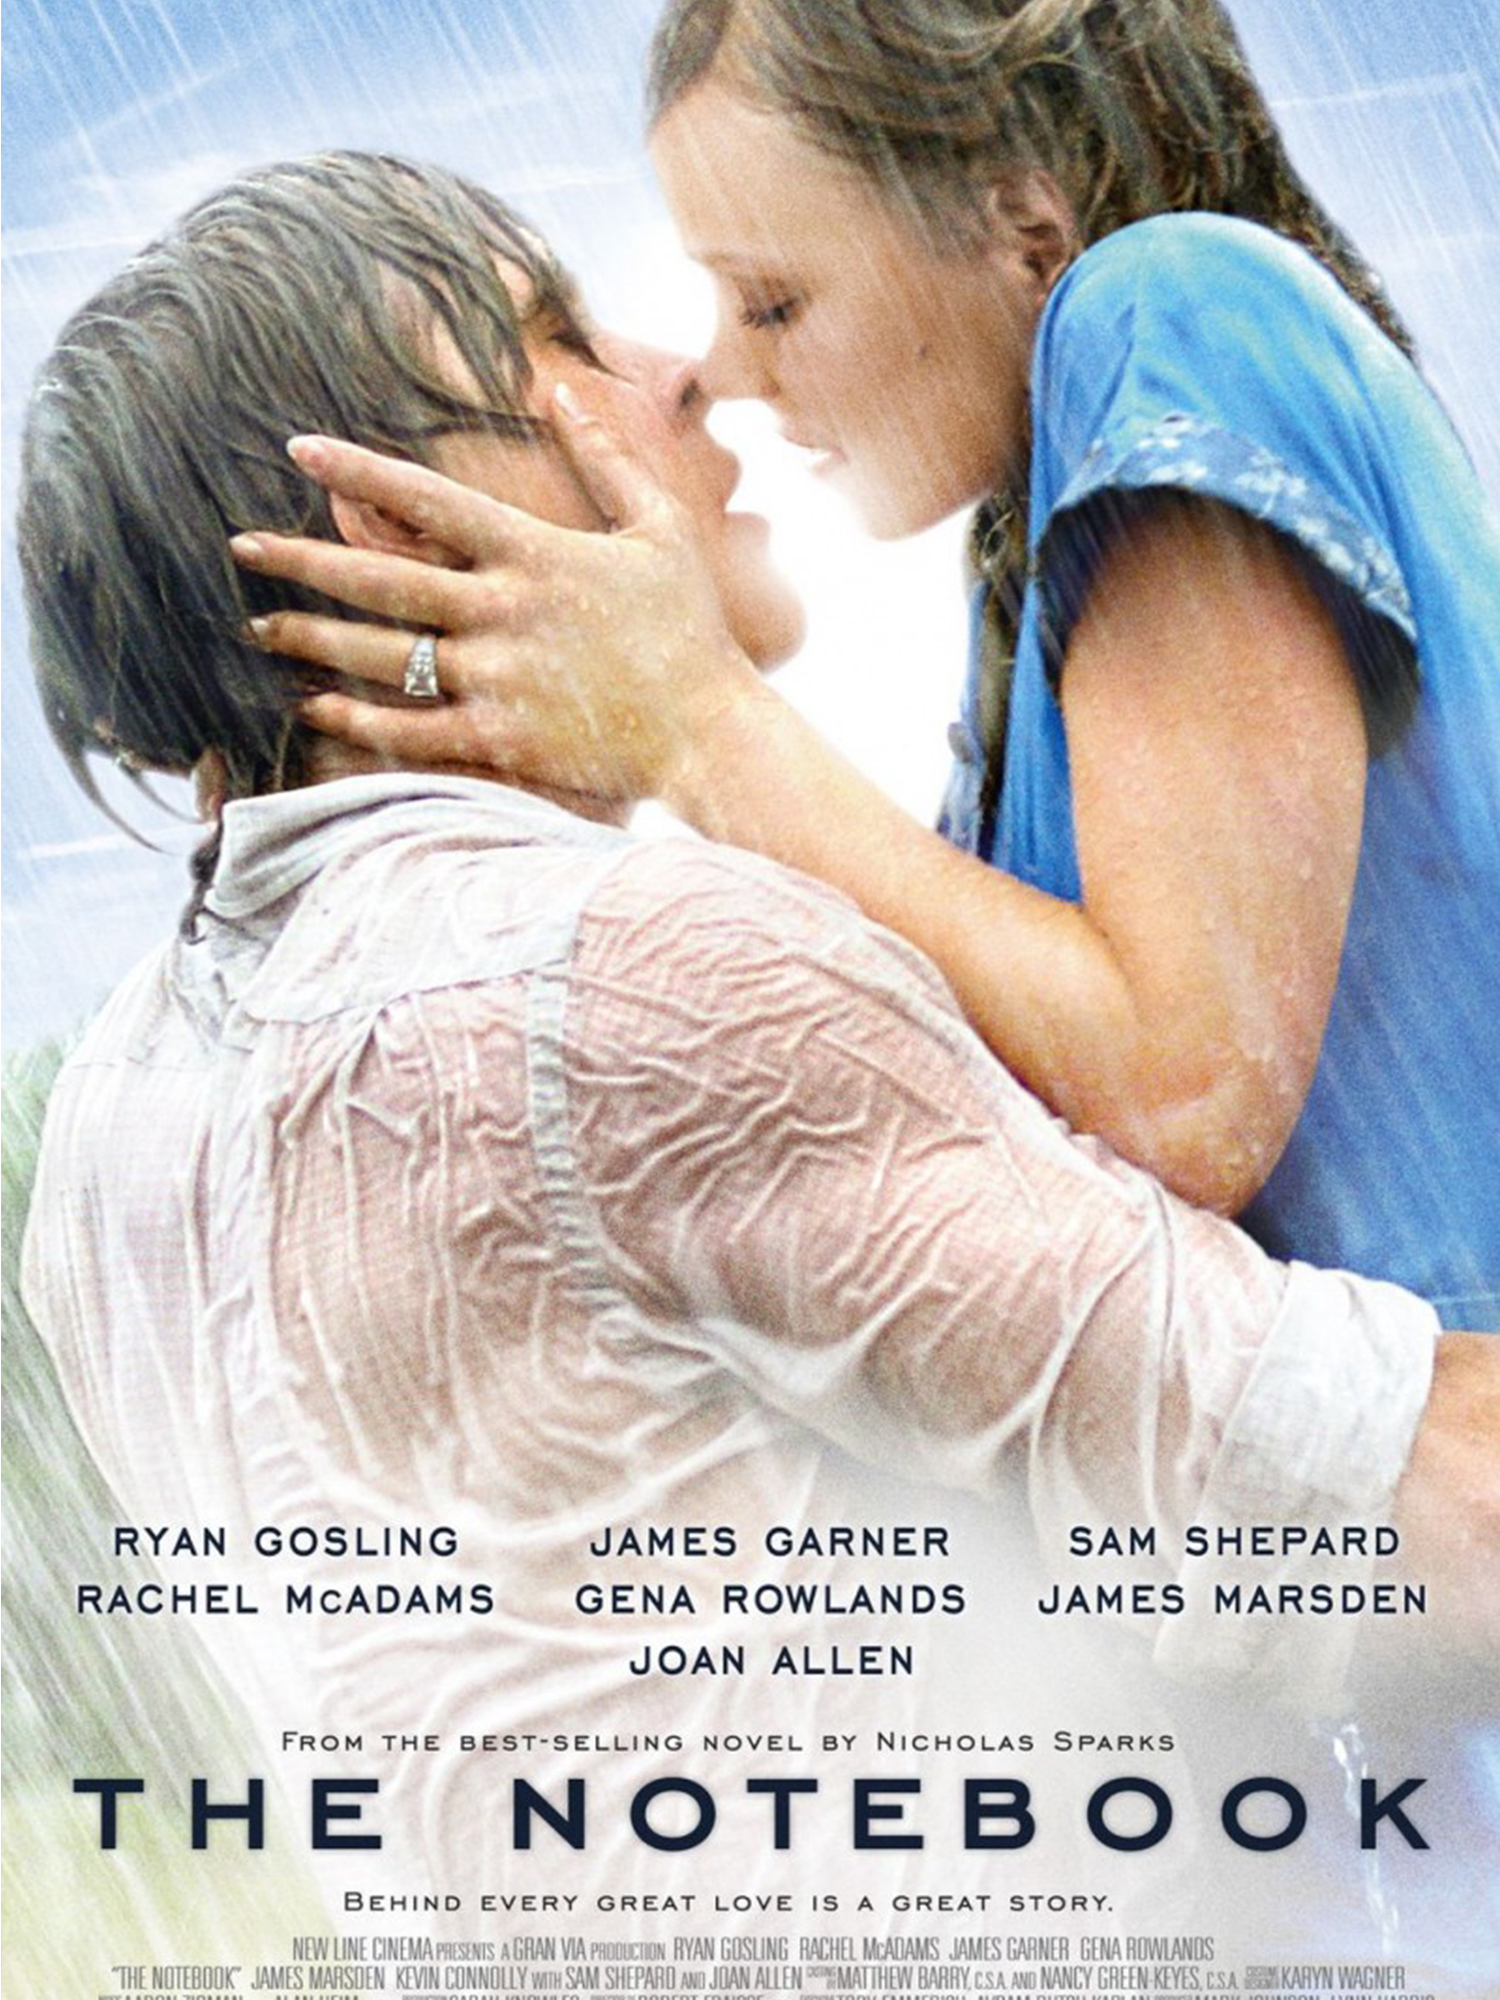 RYAN GOSLING JAMES GARNER SAM SHEPARD
RACHEL McADAMS GENA ROWLANDS JAMES MARSDEN
JOAN ALLEN
FROM THE BEST-SELLING NOVEL BY NICHOLAS SPARKS
THE NOTEBOOK
BEHIND EVERY GREAT LOVE IS A GREAT STORY.
NEW LINE CINEMA PRESENTS A GRAN VIA PRODUCTION RYAN GOSLING RACHEL McADAMS JAMES GARNER GENA ROWLANDS
"THE NOTEBOOK" JAMES MARSDEN KEVIN CONNOLLY WITH SAM SHEPARD AND JOAN ALLEN MATTHEW BARRY, C.S.A. AND NANCY GREEN-KEYES, C.S.A. KARYN WAGNER